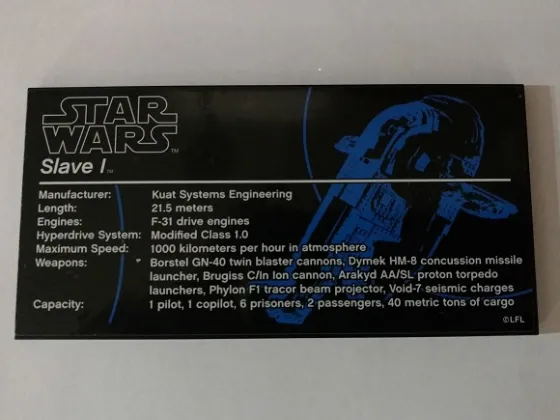 STAR
WARS™
Slave I™
Manufacturer: Kuat Systems Engineering
Length: 21.5 meters
Engines: F-31 drive engines
Hyperdrive System: Modified Class 1.0
Maximum Speed: 1000 kilometers per hour in atmosphere
Weapons: Borstel GN-40 twin blaster cannons, Dymek HM-8 concussion missile
launcher, Brugiss C/ln Ion cannon, Arakyd AA/SL proton torpedo
launchers, Phylon F1 tracor beam projector, Void-7 seismic charges
Capacity: 1 pilot, 1 copilot, 6 prisoners, 2 passengers, 40 metric tons of cargo
©LFL